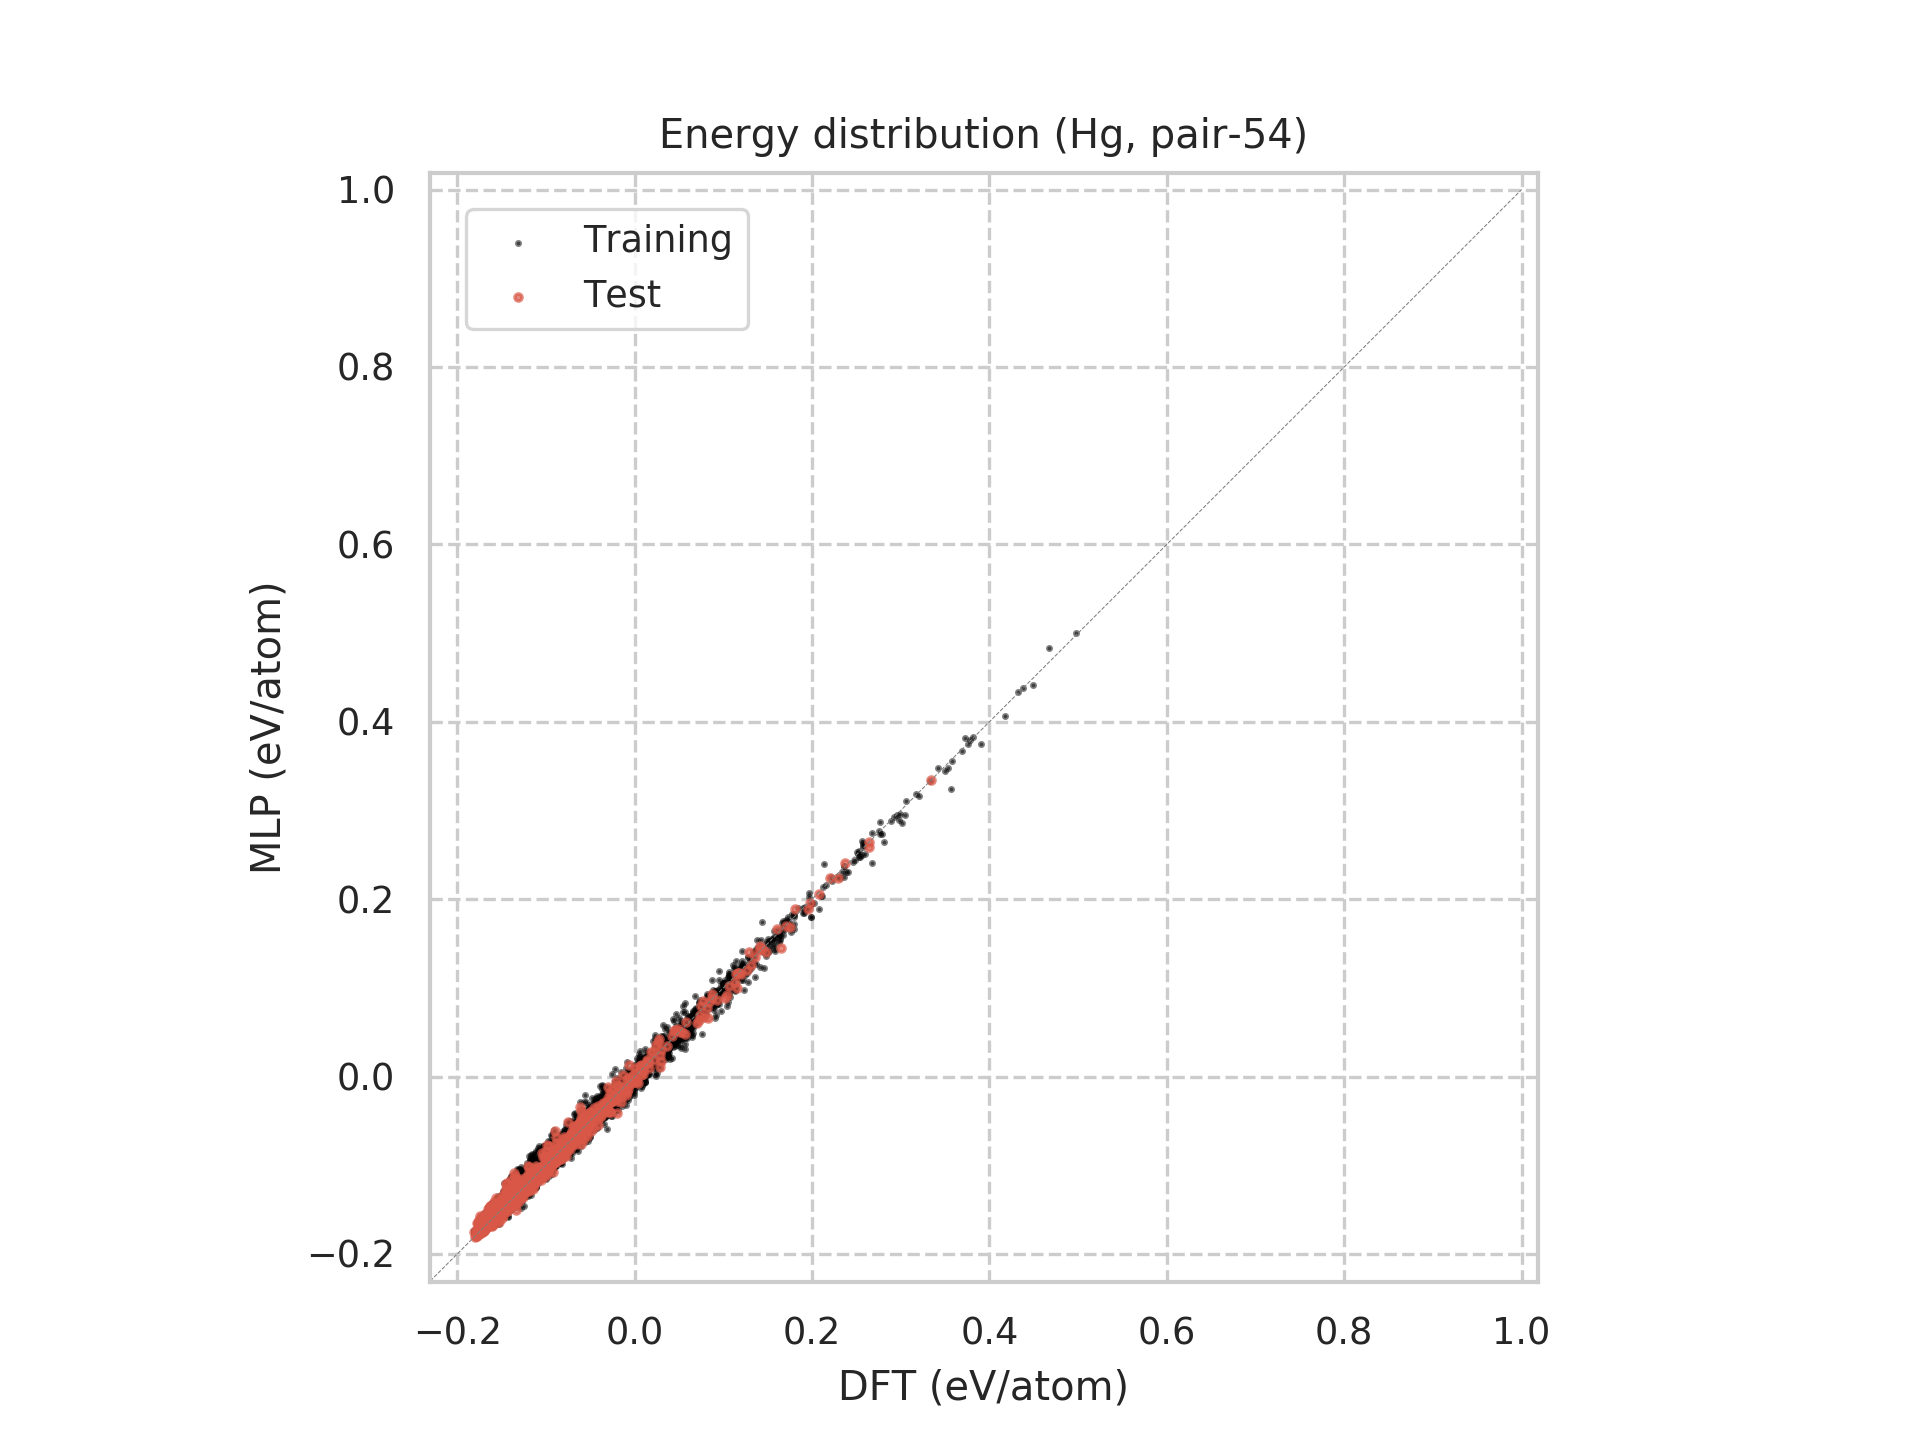 Energy distribution (Hg, pair-54)
1.0
0.8
0.6
0.4
0.2
0.0
−0.2
MLP (eV/atom)
Training
Test
−0.2 0.0 0.2 0.4 0.6 0.8 1.0
DFT (eV/atom)